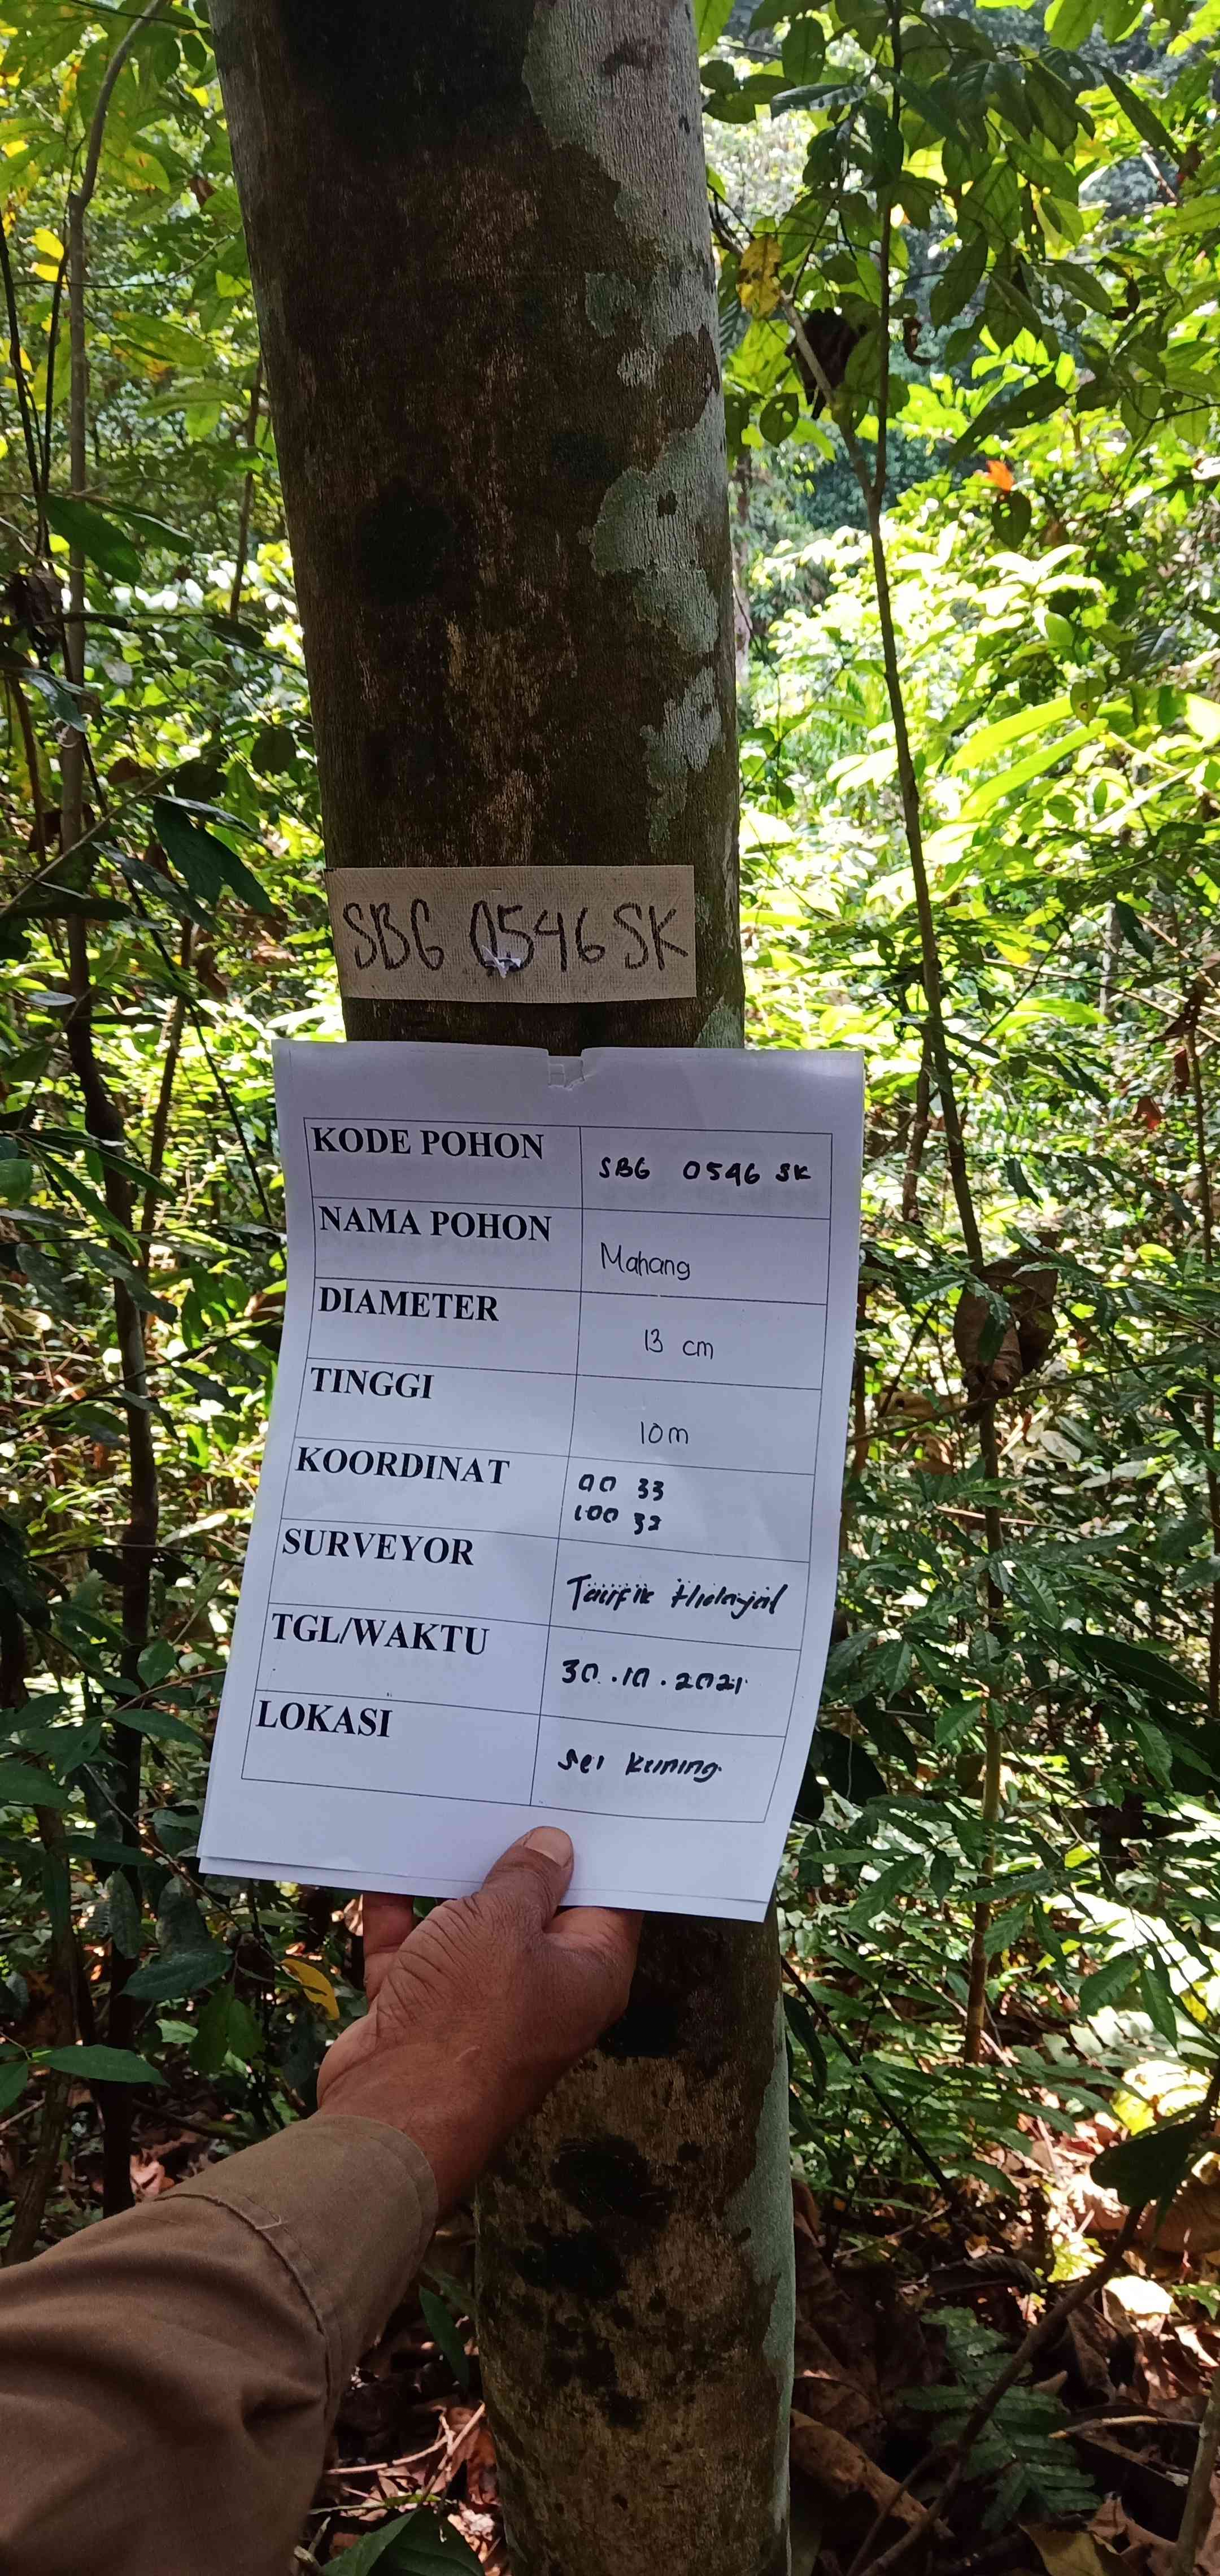 SBG 0546 SK
KODE POHON SBG 0546 SK
NAMA POHON Mahang
DIAMETER 13 cm
TINGGI 10m
KOORDINAT 00 33
100 32
SURVEYOR Taufik Hidayat
TGL/WAKTU 30.10.2021
LOKASI Sei Kuning